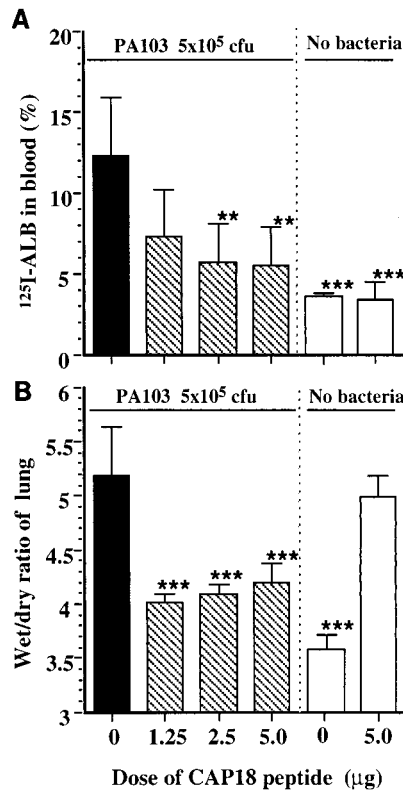 A
PA103 5x10⁵ cfu
No bacteria
¹²⁵I-ALB in blood (%)
20
15
10
5
0
**
**
***
***
B
PA103 5x10⁵ cfu
No bacteria
Wet/dry ratio of lung
6
5.5
5
4.5
4
3.5
3
***
***
***
***
0 1.25 2.5 5.0 0 5.0
Dose of CAP18 peptide (µg)